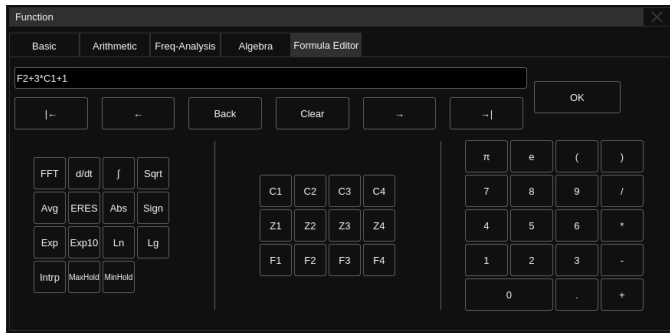 Function
Basic Arithmetic Freq-Analysis Algebra Formula Editor
F2+3*C1+1
OK
|← ← Back Clear → →|
π e ( )
FFT d/dt ∫ Sqrt
C1 C2 C3 C4
7 8 9 /
Avg ERES Abs Sign
Z1 Z2 Z3 Z4
4 5 6 *
Exp Exp10 Ln Lg
F1 F2 F3 F4
1 2 3 -
Intrp MaxHold MinHold
0 . +